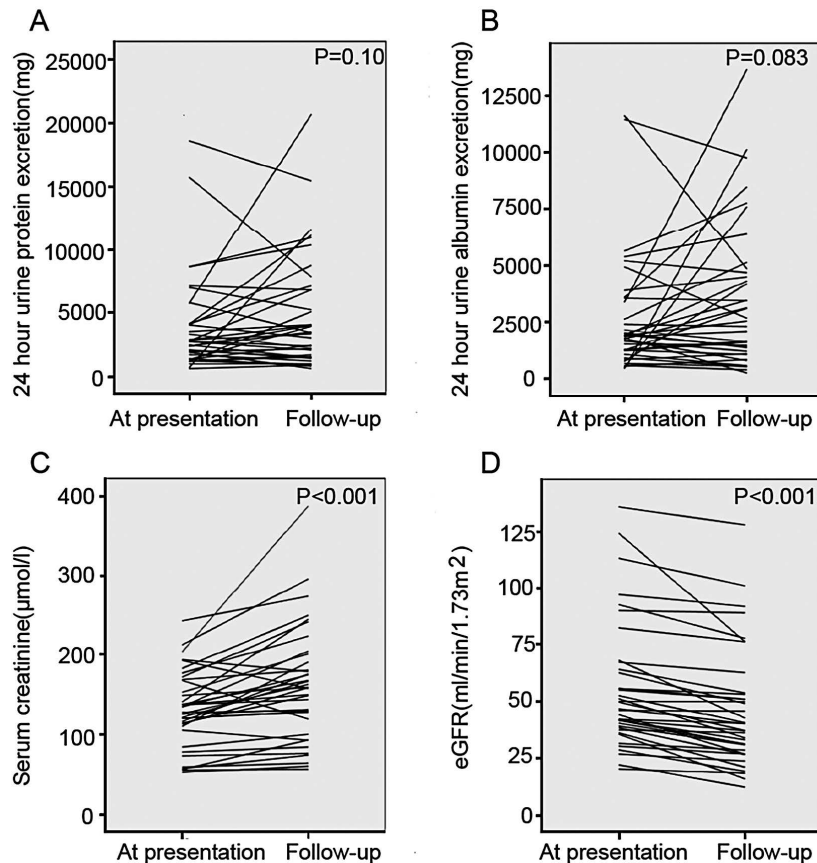 A
P=0.10
24 hour urine protein excretion(mg)
25000
20000
15000
10000
5000
0
At presentation Follow-up
B
P=0.083
24 hour urine albumin excretion(mg)
12500
10000
7500
5000
2500
0
At presentation Follow-up
C
P<0.001
Serum creatinine(μmol/l)
400
300
200
100
0
At presentation Follow-up
D
P<0.001
eGFR(ml/min/1.73m2)
125
100
75
50
25
0
At presentation Follow-up